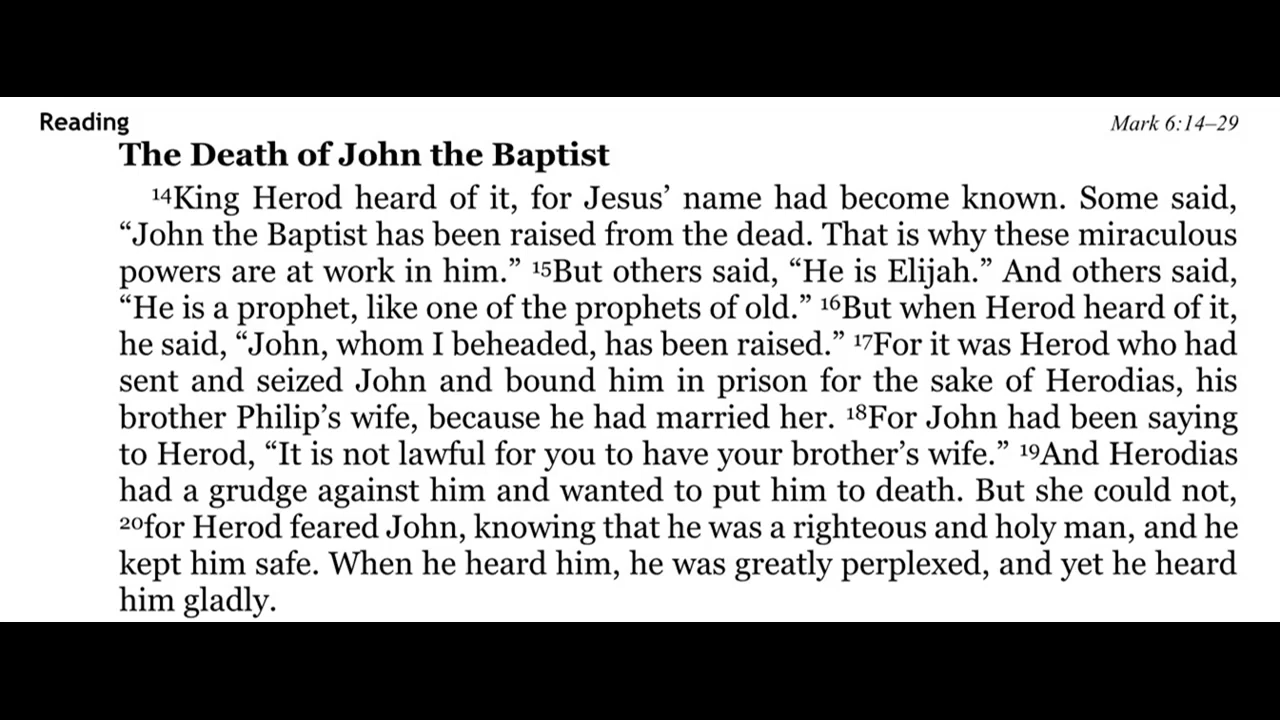 Reading
Mark 6:14–29
The Death of John the Baptist
¹⁴King Herod heard of it, for Jesus’ name had become known. Some said,
“John the Baptist has been raised from the dead. That is why these miraculous
powers are at work in him.” ¹⁵But others said, “He is Elijah.” And others said,
“He is a prophet, like one of the prophets of old.” ¹⁶But when Herod heard of it,
he said, “John, whom I beheaded, has been raised.” ¹⁷For it was Herod who had
sent and seized John and bound him in prison for the sake of Herodias, his
brother Philip’s wife, because he had married her. ¹⁸For John had been saying
to Herod, “It is not lawful for you to have your brother’s wife.” ¹⁹And Herodias
had a grudge against him and wanted to put him to death. But she could not,
²⁰for Herod feared John, knowing that he was a righteous and holy man, and he
kept him safe. When he heard him, he was greatly perplexed, and yet he heard
him gladly.